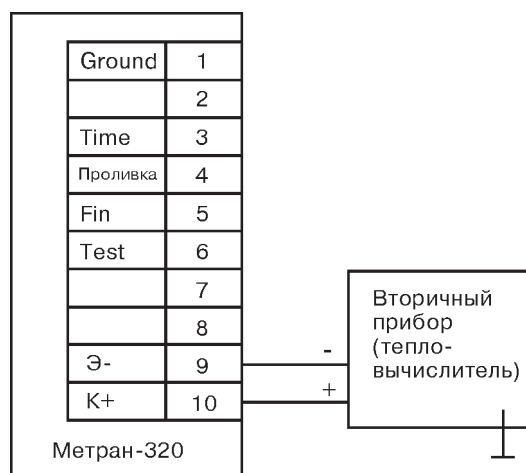 Ground 1
2
Time 3
Проливка 4
Fin 5
Test 6
7
8
Э- 9
К+ 10
Метран-320
-
+
Вторичный
прибор
(тепло-
вычислитель)